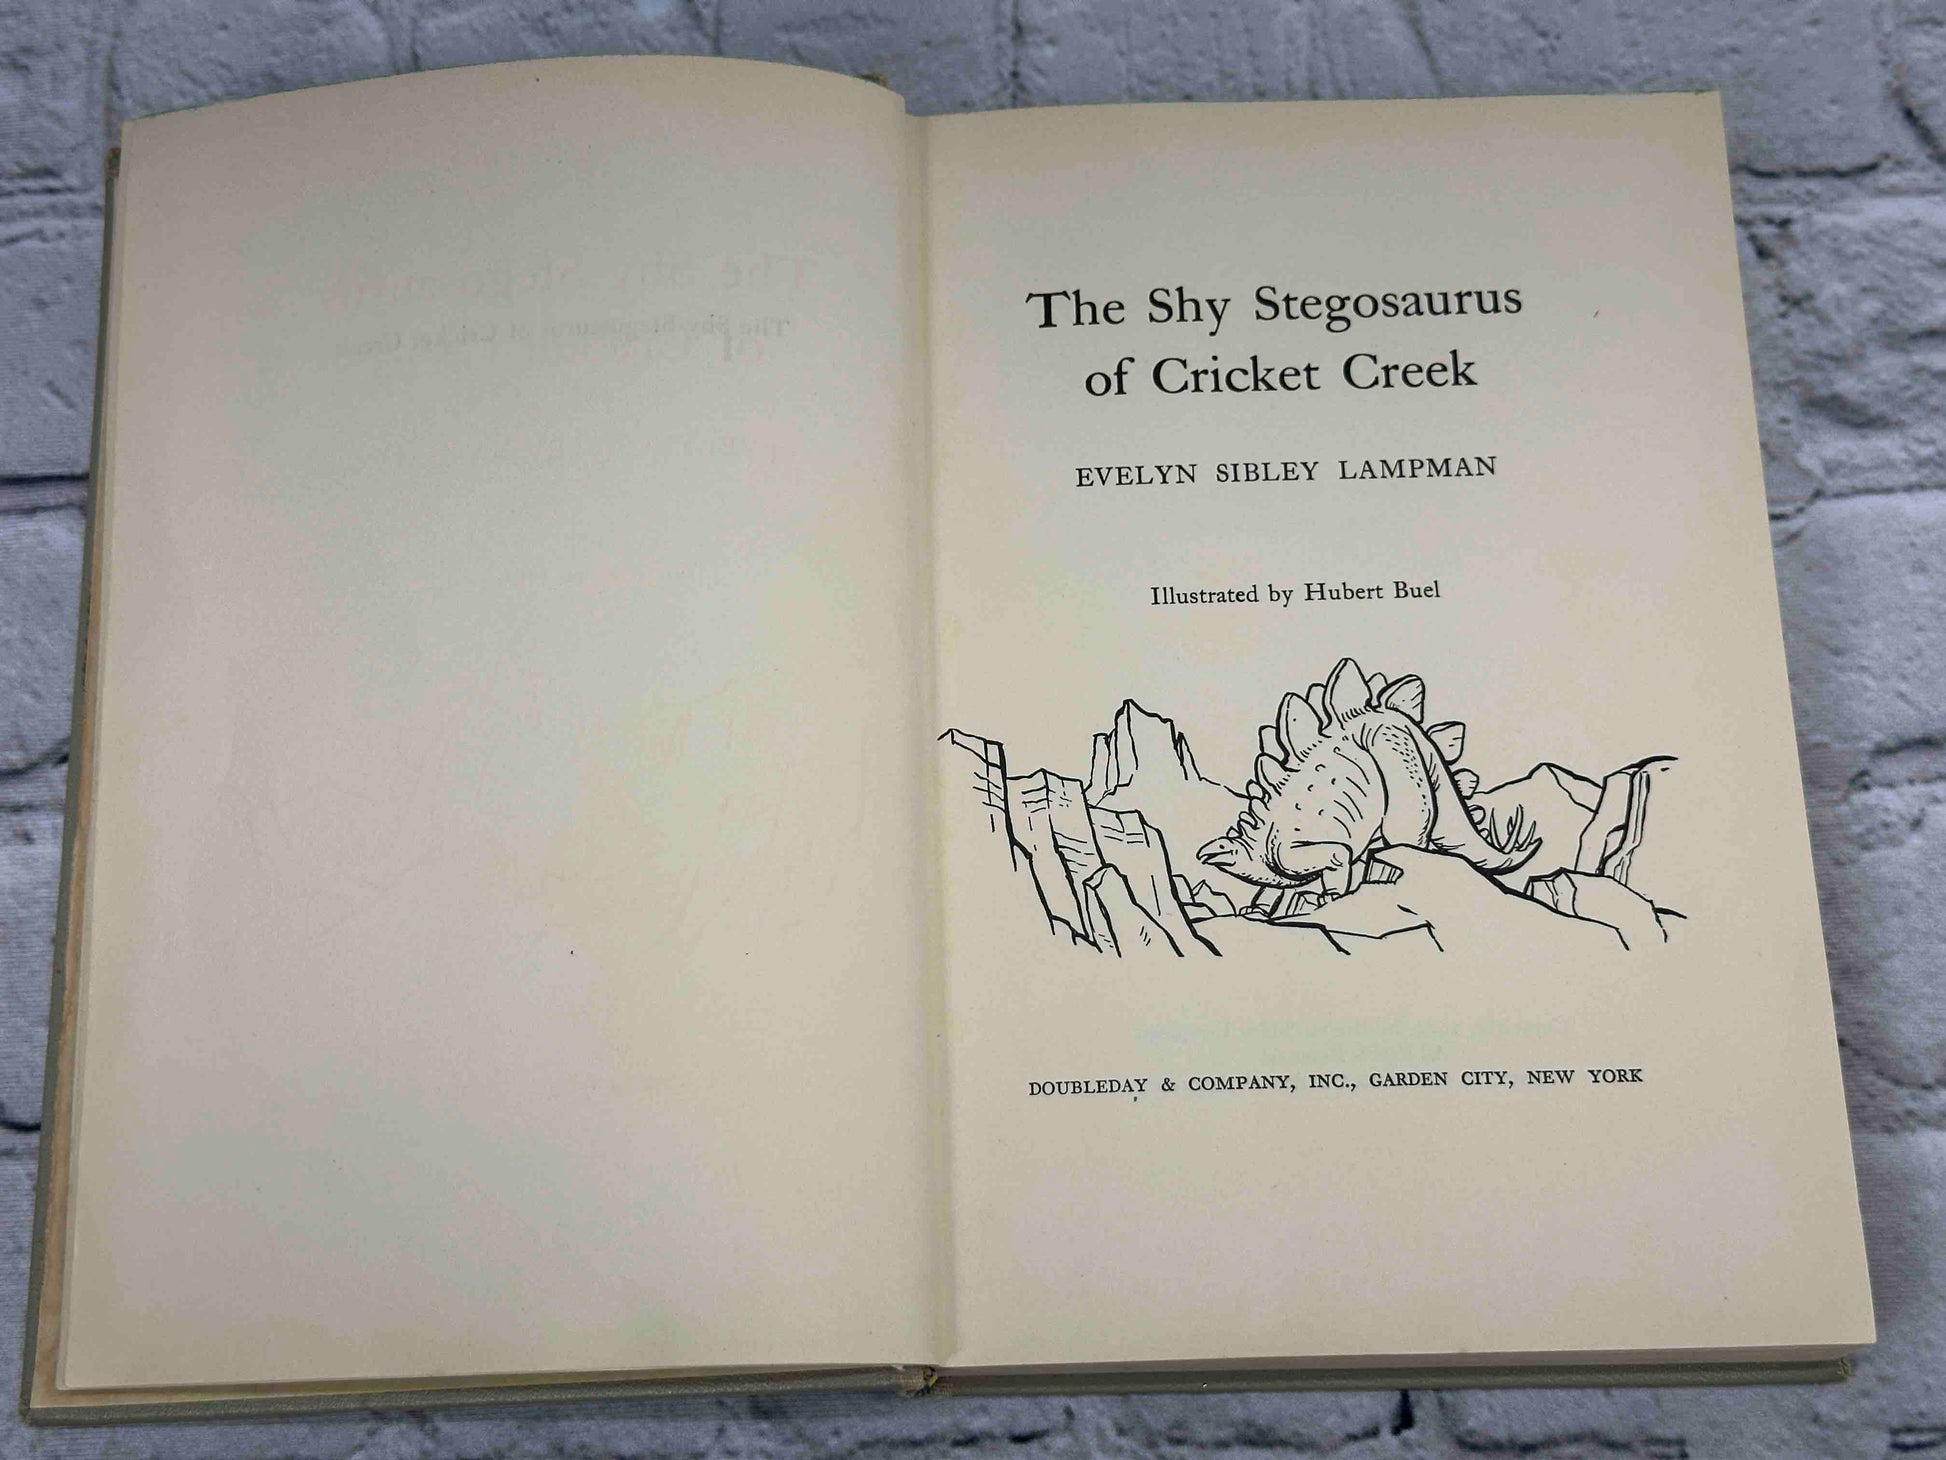 The Shy Stegosaurus
of Cricket Creek
EVELYN SIBLEY LAMPMAN
Illustrated by Hubert Buel
DOUBLEDAY & COMPANY, INC., GARDEN CITY, NEW YORK